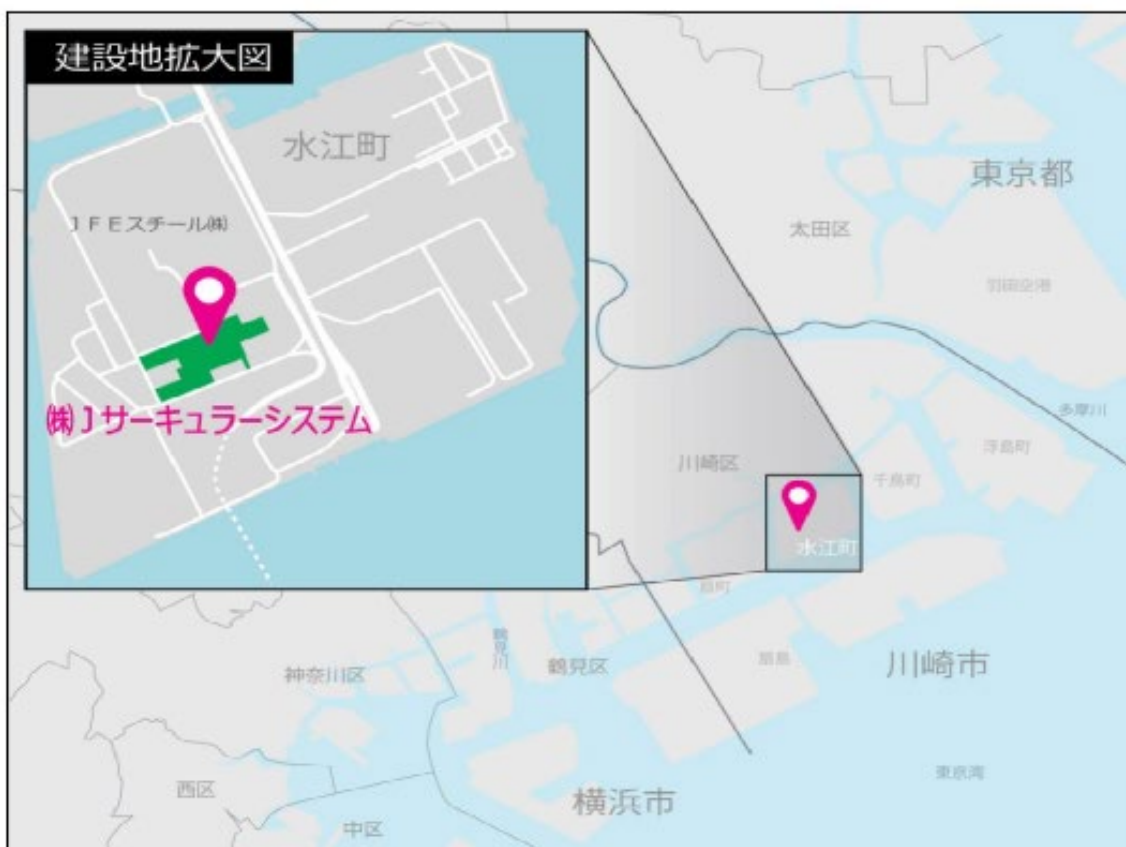 建設地拡大図
水江町
JFEスチール㈱
㈱Jサーキュラーシステム
東京都
太田区
羽田空港
多摩川
川崎区
千鳥町
浮島町
水江町
扇町
鶴見川
鶴見区
神奈川区
扇島
川崎市
西区
中区
横浜市
東京湾